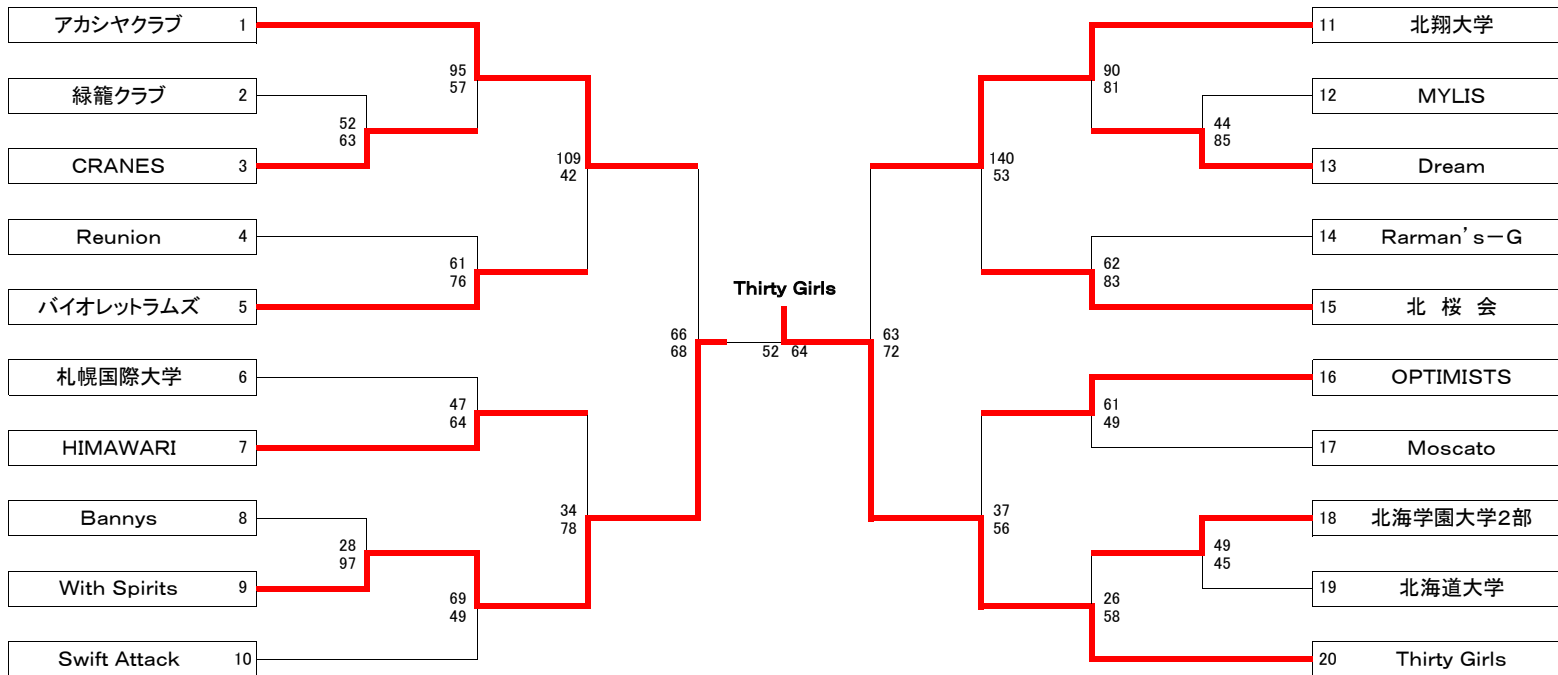 アカシヤクラブ 1
緑籠クラブ 2
CRANES 3
Reunion 4
バイオレットラムズ 5
札幌国際大学 6
HIMAWARI 7
Bannys 8
With Spirits 9
Swift Attack 10
52
63
28
97
95
57
61
76
47
64
69
49
109
42
34
78
66
68
Thirty Girls
52 64
63
72
140
53
37
56
90
81
62
83
61
49
26
58
44
85
49
45
11 北翔大学
12 MYLIS
13 Dream
14 Rarman's－G
15 北 桜 会
16 OPTIMISTS
17 Moscato
18 北海学園大学2部
19 北海道大学
20 Thirty Girls